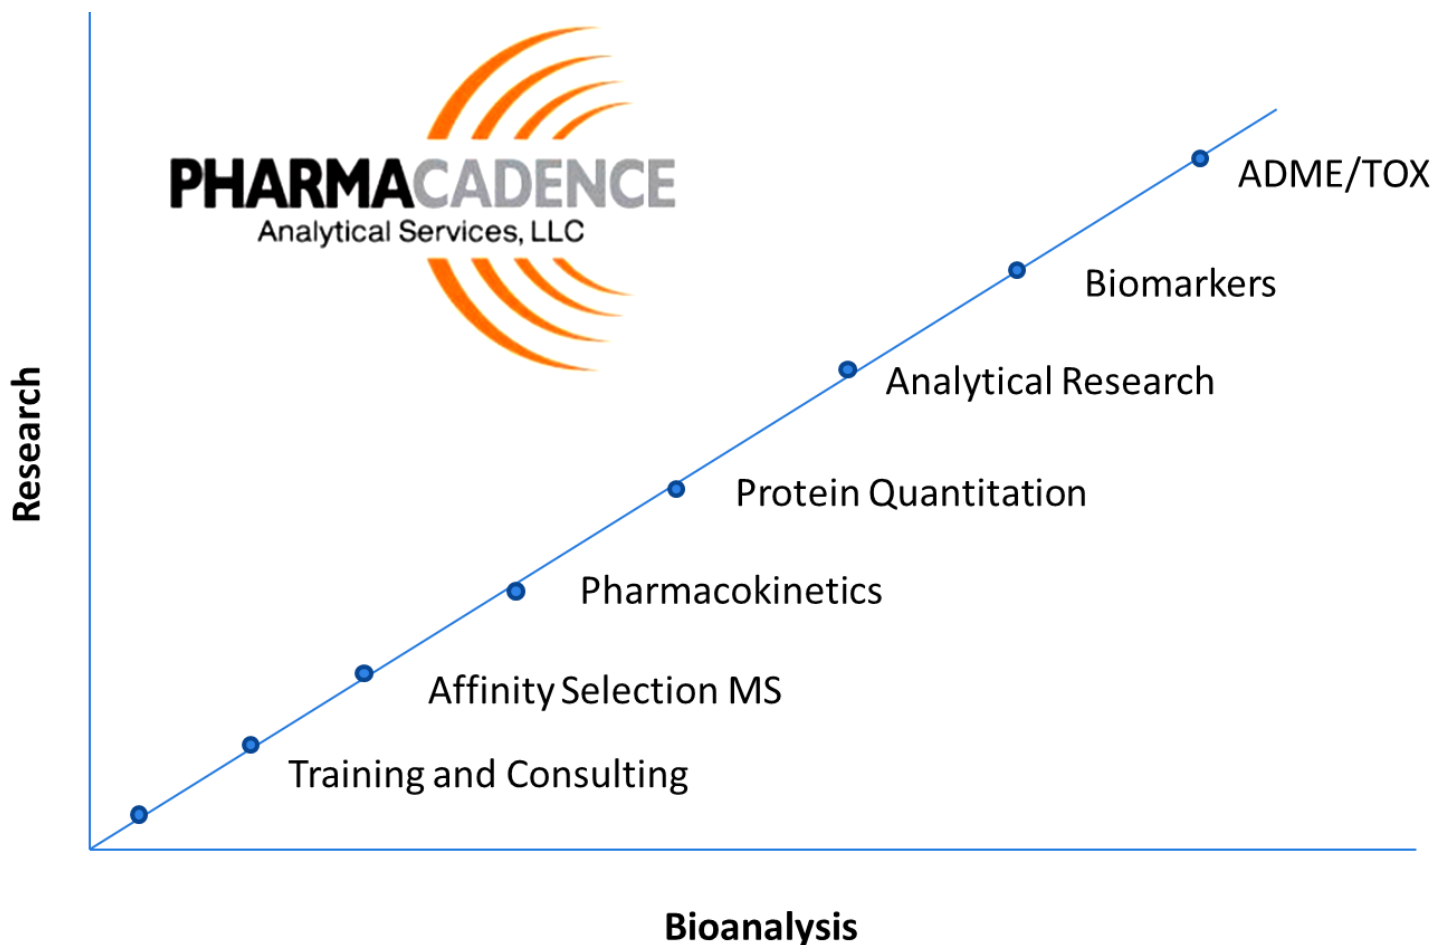 PHARMACADENCE
Analytical Services, LLC
ADME/TOX
Biomarkers
Analytical Research
Protein Quantitation
Pharmacokinetics
Affinity Selection MS
Training and Consulting
Research
Bioanalysis